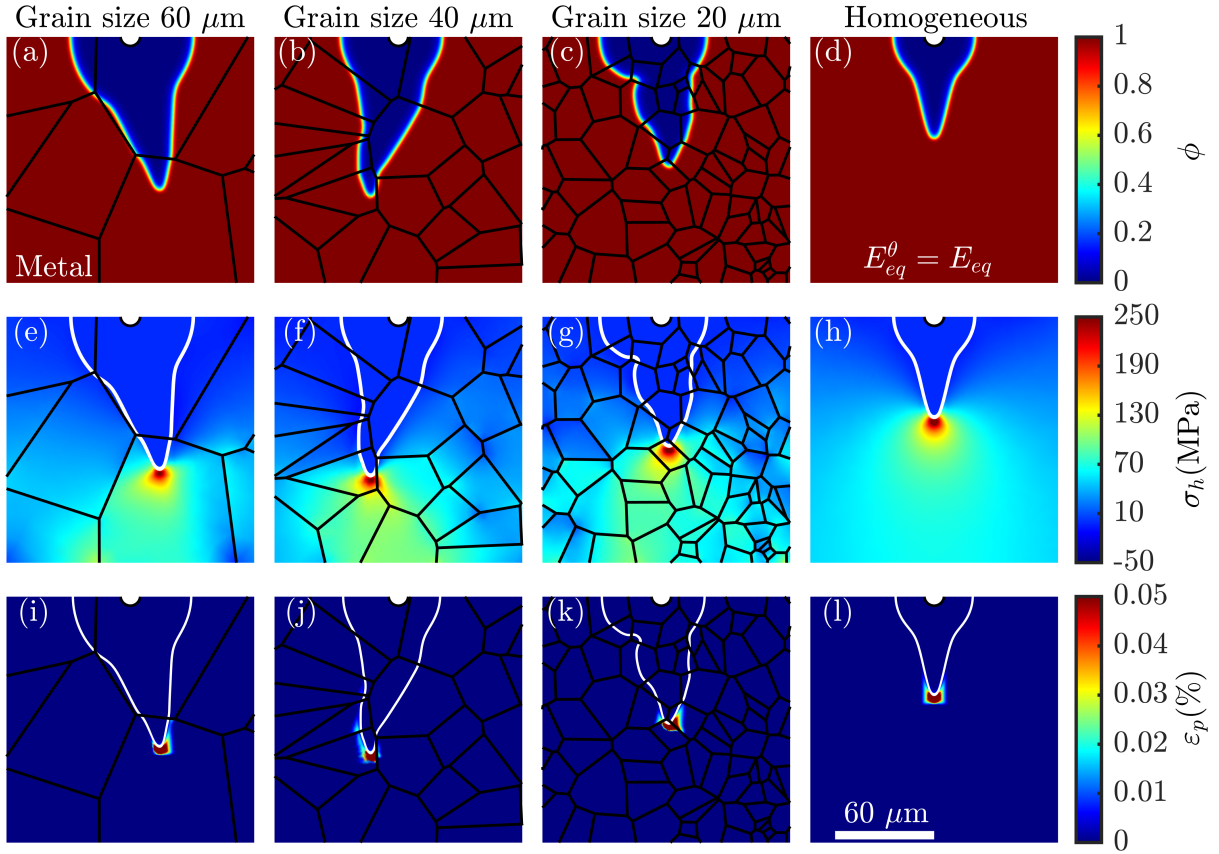 Grain size 60 μm Grain size 40 μm Grain size 20 μm Homogeneous
(a) (b) (c) (d) 1
0.8
0.6
ϕ
0.4
0.2
Metal E^θ_eq = E_eq 0
(e) (f) (g) (h) 250
190
130
σ_h(MPa)
70
10
-50
(i) (j) (k) (l) 0.05
0.04
0.03
ε_p(%)
0.02
0.01
60 μm
0